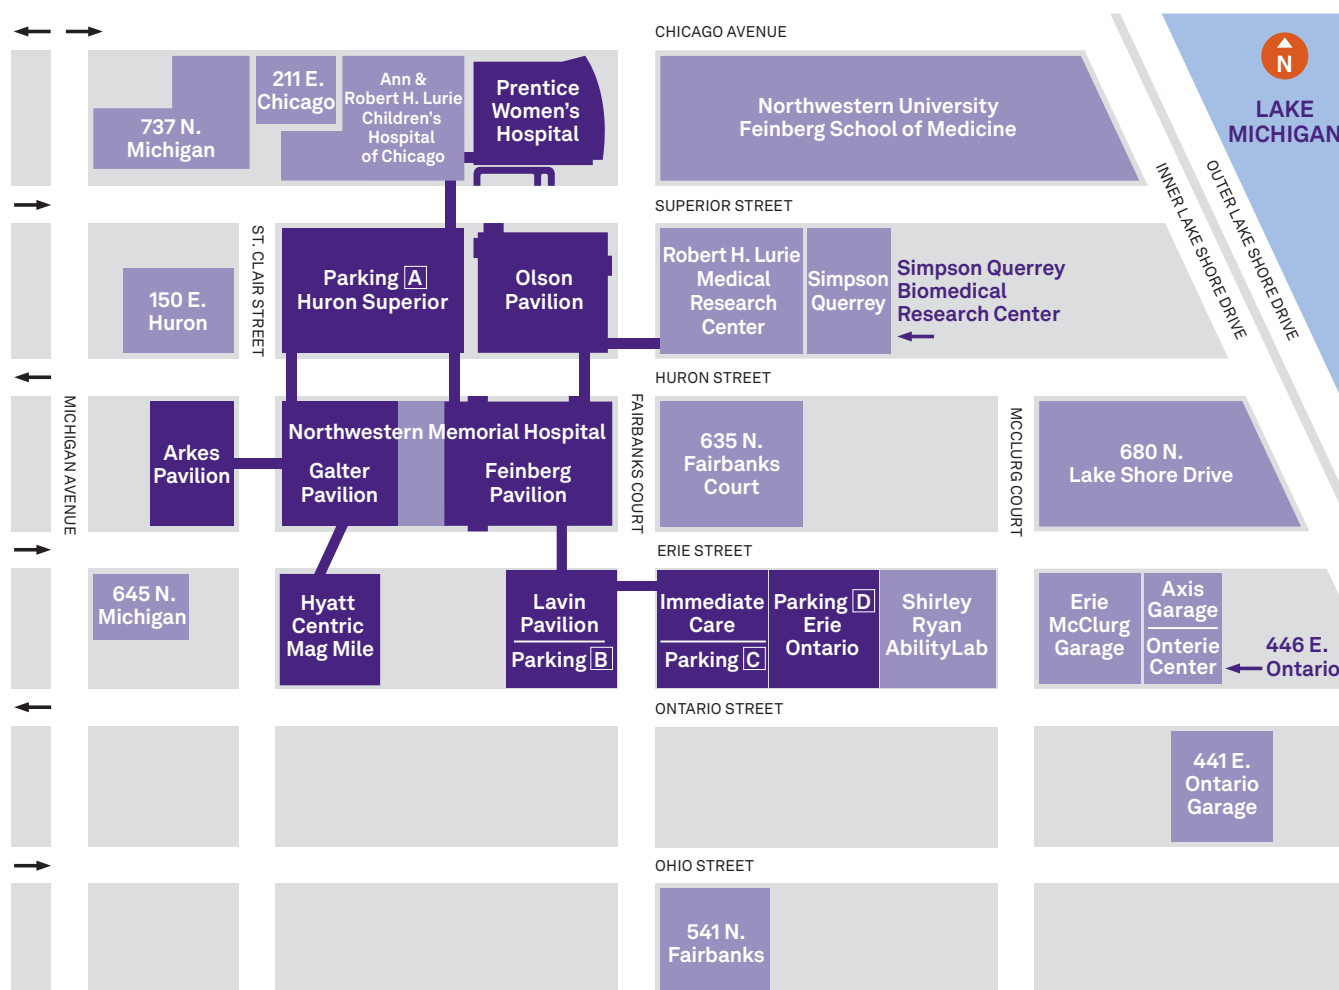 CHICAGO AVENUE
N
LAKE
MICHIGAN
737 N.
Michigan
211 E.
Chicago
Ann &
Robert H. Lurie
Children's
Hospital
of Chicago
Prentice
Women's
Hospital
Northwestern University
Feinberg School of Medicine
INNER LAKE SHORE DRIVE
OUTER LAKE SHORE DRIVE
SUPERIOR STREET
ST. CLAIR STREET
150 E.
Huron
Parking A
Huron Superior
Olson
Pavilion
Robert H. Lurie
Medical
Research
Center
Simpson
Querrey
Simpson Querrey
Biomedical
Research Center
HURON STREET
MICHIGAN AVENUE
Arkes
Pavilion
Northwestern Memorial Hospital
Galter
Pavilion
Feinberg
Pavilion
FAIRBANKS COURT
635 N.
Fairbanks
Court
MCCLURG COURT
680 N.
Lake Shore Drive
ERIE STREET
645 N.
Michigan
Hyatt
Centric
Mag Mile
Lavin
Pavilion
Parking B
Immediate
Care
Parking C
Parking D
Erie
Ontario
Shirley
Ryan
AbilityLab
Erie
McClurg
Garage
Axis
Garage
Onterie
Center
446 E.
Ontario
ONTARIO STREET
441 E.
Ontario
Garage
OHIO STREET
541 N.
Fairbanks